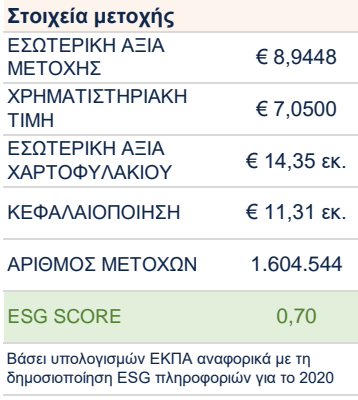 Στοιχεία μετοχής
ΕΣΩΤΕΡΙΚΗ ΑΞΙΑ
ΜΕΤΟΧΗΣ
€ 8,9448
ΧΡΗΜΑΤΙΣΤΗΡΙΑΚΗ
ΤΙΜΗ
€ 7,0500
ΕΣΩΤΕΡΙΚΗ ΑΞΙΑ
ΧΑΡΤΟΦΥΛΑΚΙΟΥ
€ 14,35 εκ.
ΚΕΦΑΛΑΙΟΠΟΙΗΣΗ € 11,31 εκ.
ΑΡΙΘΜΟΣ ΜΕΤΟΧΩΝ 1.604.544
ESG SCORE 0,70
Βάσει υπολογισμών ΕΚΠΑ αναφορικά με τη
δημοσιοποίηση ESG πληροφοριών για το 2020